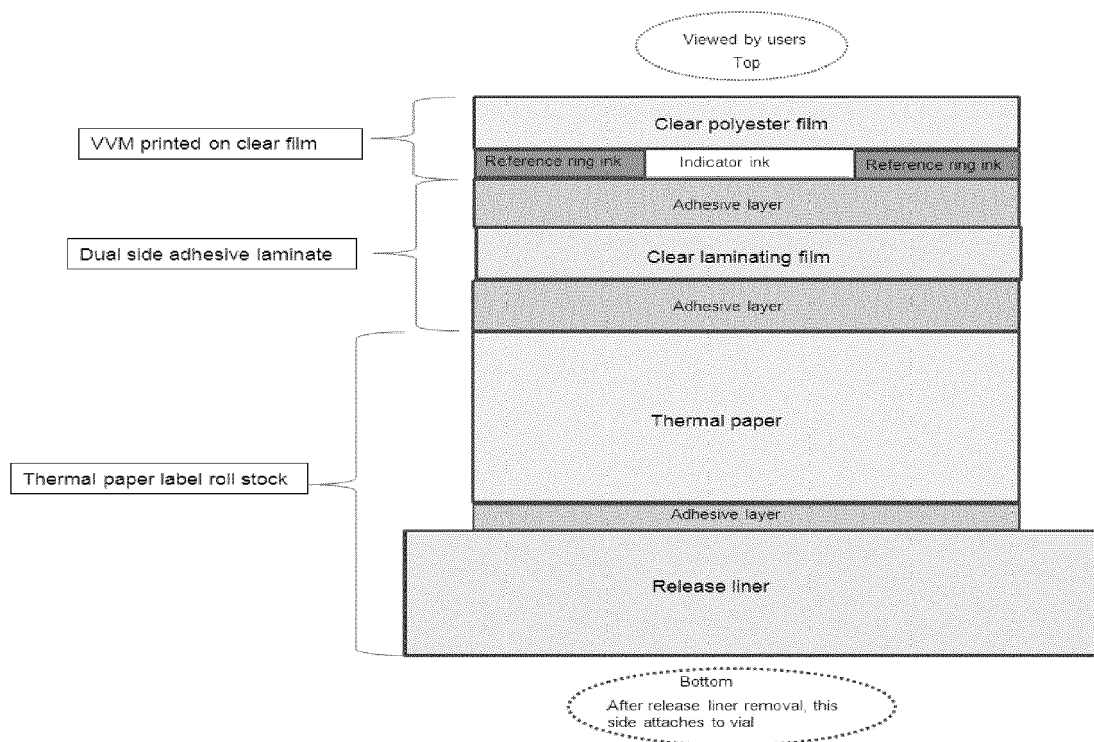 Viewed by users
Top
VVM printed on clear film
Clear polyester film
Reference ring ink
Indicator ink
Reference ring ink
Adhesive layer
Dual side adhesive laminate
Clear laminating film
Adhesive layer
Thermal paper
Thermal paper label roll stock
Adhesive layer
Release liner
Bottom
After release liner removal, this
side attaches to vial